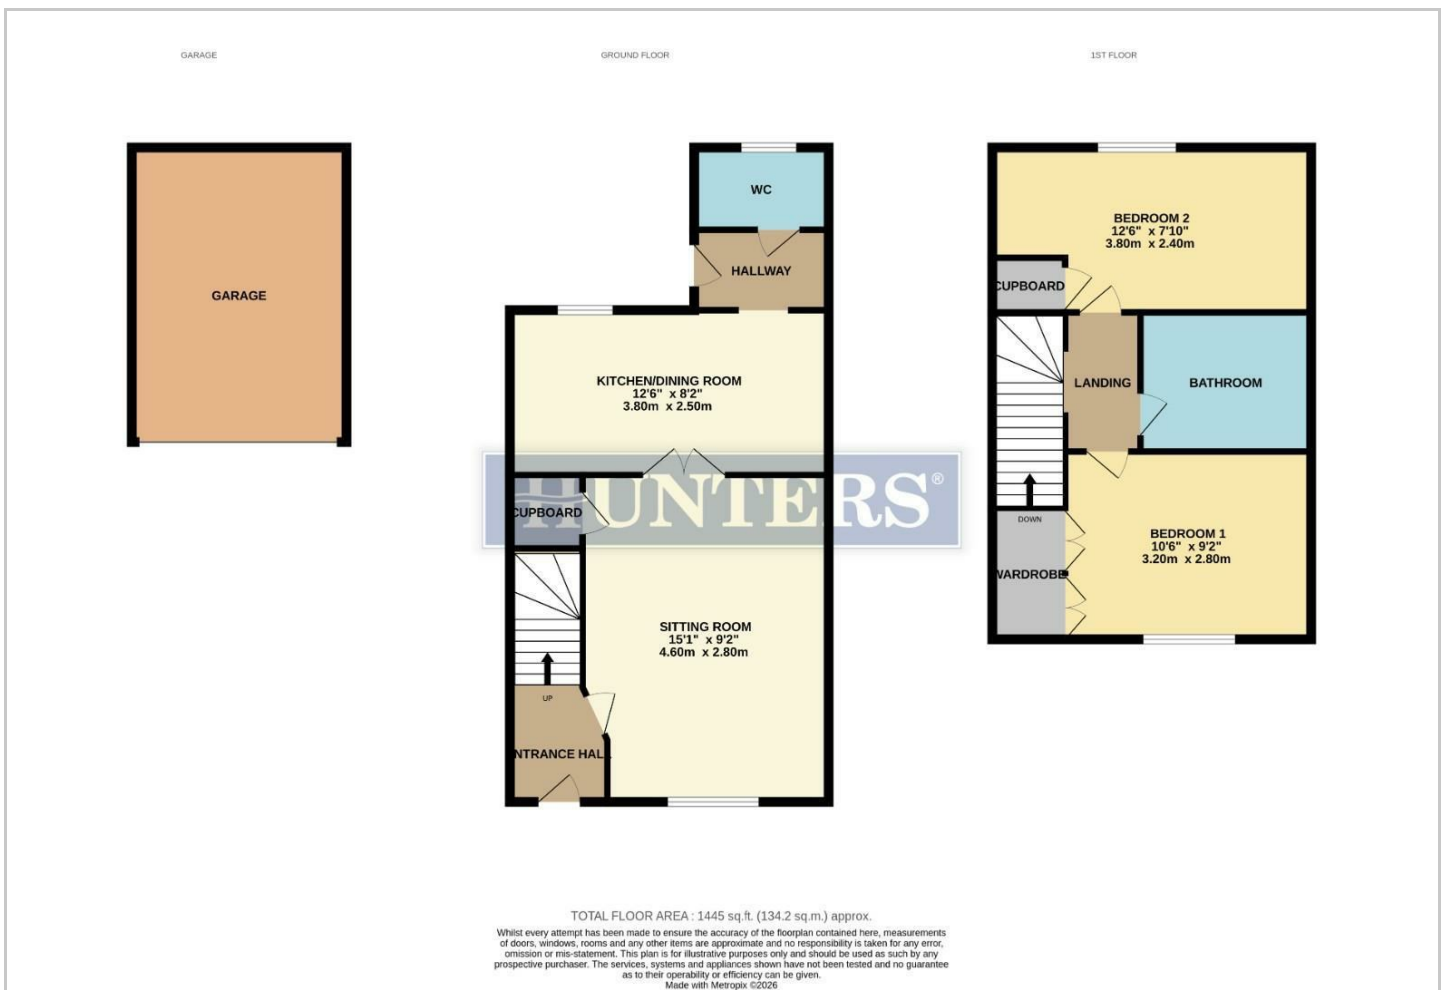 GARAGE
GROUND FLOOR
1ST FLOOR
GARAGE
WC
HALLWAY
KITCHEN/DINING ROOM
12'6" x 8'2"
3.80m x 2.50m
HUNTERS®
CUPBOARD
SITTING ROOM
15'1" x 9'2"
4.60m x 2.80m
UP
ENTRANCE HALL
BEDROOM 2
12'6" x 7'10"
3.80m x 2.40m
CUPBOARD
LANDING
BATHROOM
DOWN
BEDROOM 1
10'6" x 9'2"
3.20m x 2.80m
WARDROBE
TOTAL FLOOR AREA : 1445 sq.ft. (134.2 sq.m.) approx.
Whilst every attempt has been made to ensure the accuracy of the floorplan contained here, measurements
of doors, windows, rooms and any other items are approximate and no responsibility is taken for any error,
omission or mis-statement. This plan is for illustrative purposes only and should be used as such by any
prospective purchaser. The services, systems and appliances shown have not been tested and no guarantee
as to their operability or efficiency can be given.
Made with Metropix ©2026